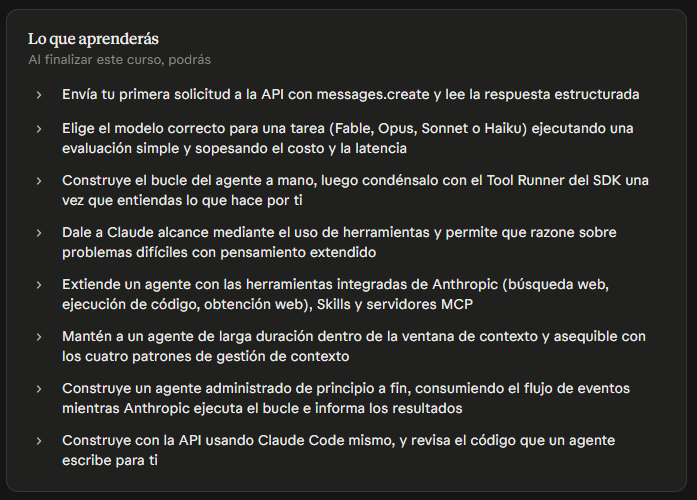 Lo que aprenderás
Al finalizar este curso, podrás
Envía tu primera solicitud a la API con messages.create y lee la respuesta estructurada
Elige el modelo correcto para una tarea (Fable, Opus, Sonnet o Haiku) ejecutando una
evaluación simple y sopesando el costo y la latencia
Construye el bucle del agente a mano, luego condénsalo con el Tool Runner del SDK una
vez que entiendas lo que hace por ti
Dale a Claude alcance mediante el uso de herramientas y permite que razone sobre
problemas difíciles con pensamiento extendido
Extiende un agente con las herramientas integradas de Anthropic (búsqueda web,
ejecución de código, obtención web), Skills y servidores MCP
Mantén a un agente de larga duración dentro de la ventana de contexto y asequible con
los cuatro patrones de gestión de contexto
Construye un agente administrado de principio a fin, consumiendo el flujo de eventos
mientras Anthropic ejecuta el bucle e informa los resultados
Construye con la API usando Claude Code mismo, y revisa el código que un agente
escribe para ti